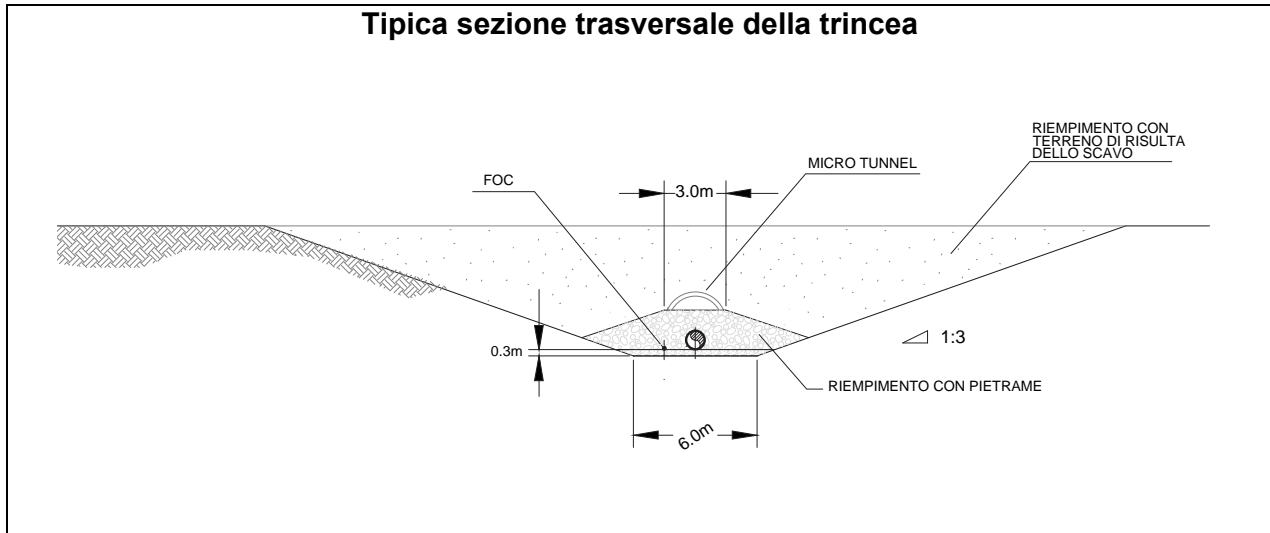 Tipica sezione trasversale della trincea
RIEMPIMENTO CON
TERRENO DI RISULTA
DELLO SCAVO
MICRO TUNNEL
FOC
3.0m
0.3m
1:3
RIEMPIMENTO CON PIETRAME
6.0m